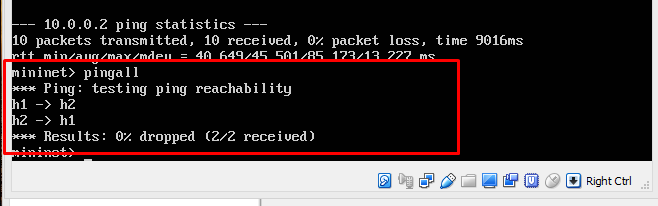 --- 10.0.0.2 ping statistics ---
10 packets transmitted, 10 received, 0% packet loss, time 9016ms
rtt min/avg/max/mdev = 40.649/45.501/85.173/13.227 ms
mininet> pingall
*** Ping: testing ping reachability
h1 -> h2
h2 -> h1
*** Results: 0% dropped (2/2 received)
mininet> _
Right Ctrl